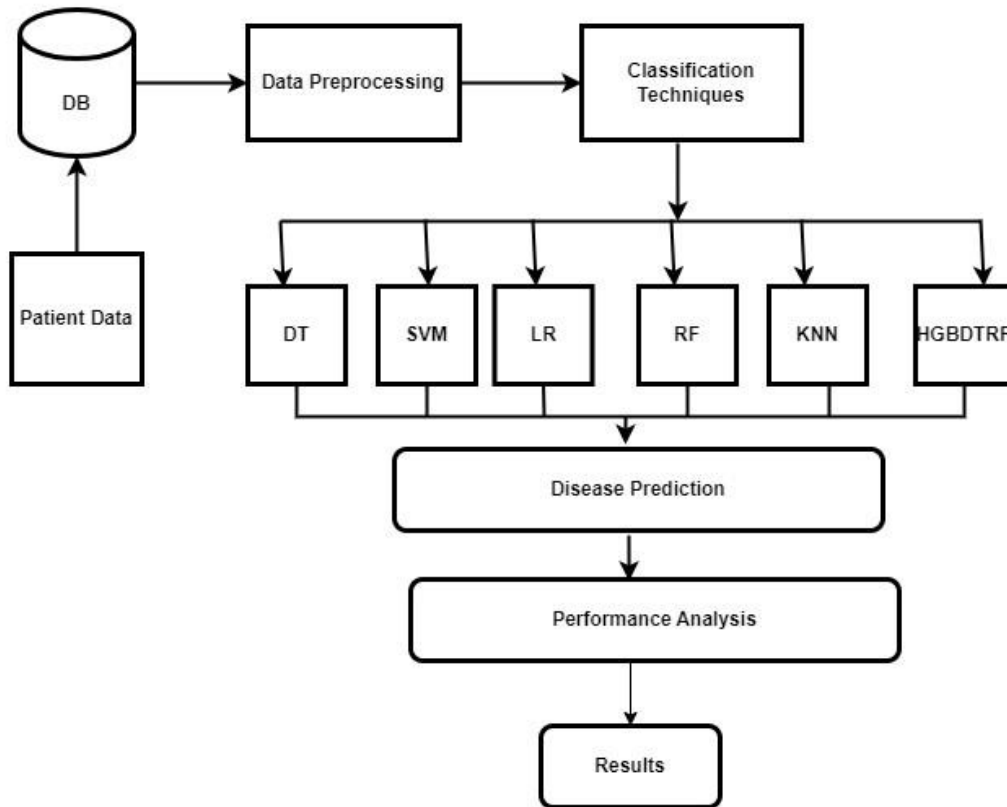 DB
Data Preprocessing
Classification
Techniques
Patient Data
DT
SVM
LR
RF
KNN
HGBDTRF
Disease Prediction
Performance Analysis
Results